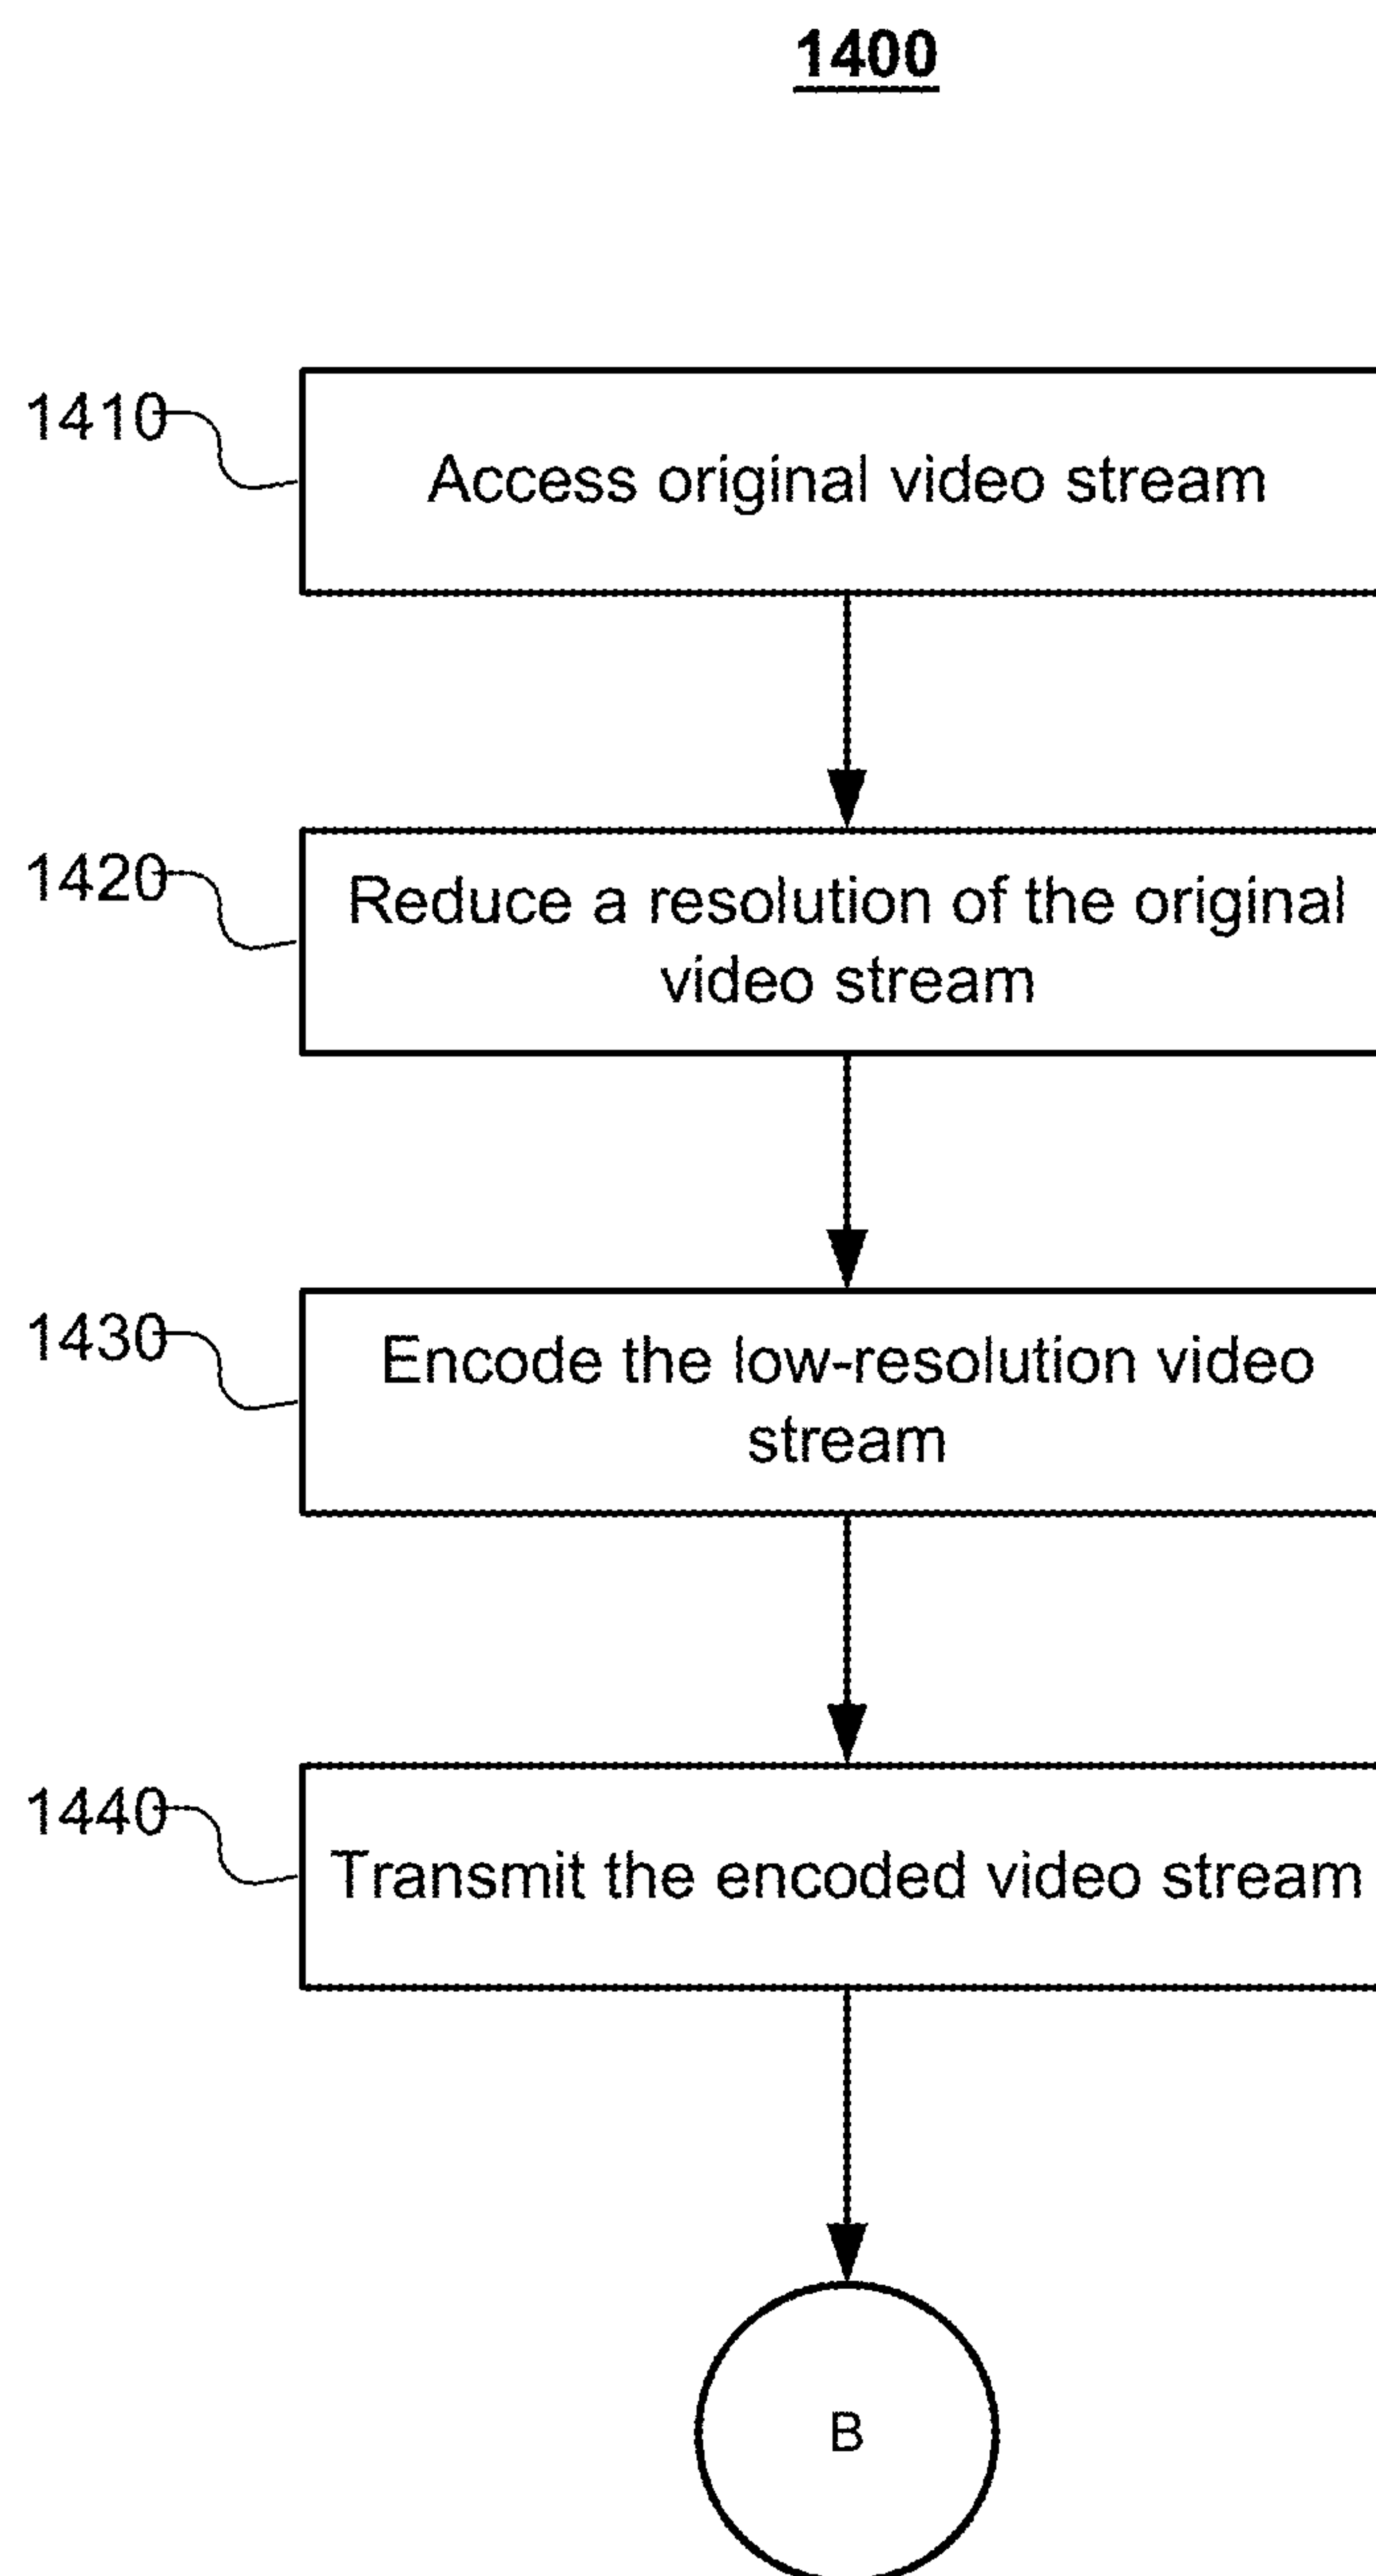 1400
1410
Access original video stream
1420
Reduce a resolution of the original
video stream
1430
Encode the low-resolution video
stream
1440
Transmit the encoded video stream
B